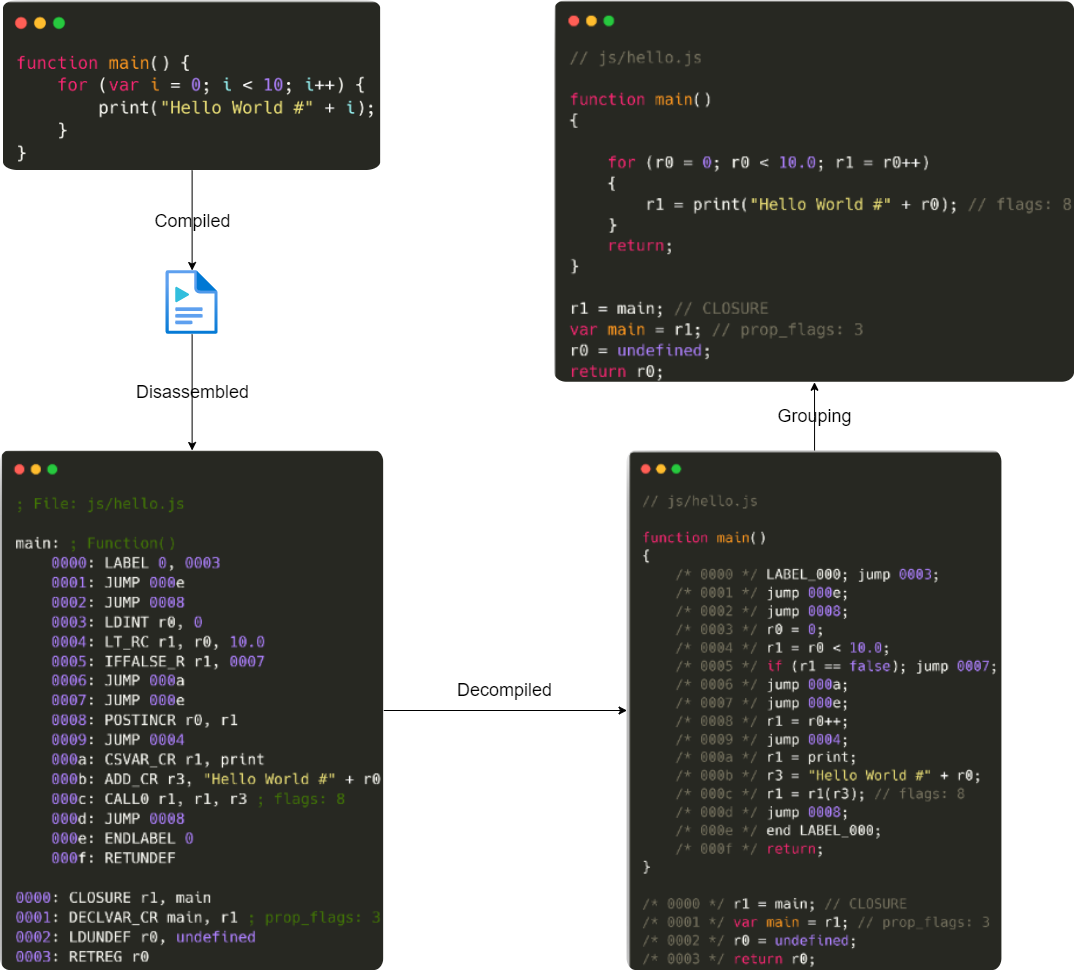 function main() {
    for (var i = 0; i < 10; i++) {
        print("Hello World #" + i);
    }
}
Compiled
Disassembled
; File: js/hello.js
main: ; Function()
    0000: LABEL 0, 0003
    0001: JUMP 000e
    0002: JUMP 0008
    0003: LDINT r0, 0
    0004: LT_RC r1, r0, 10.0
    0005: IFFALSE_R r1, 0007
    0006: JUMP 000a
    0007: JUMP 000e
    0008: POSTINCR r0, r1
    0009: JUMP 0004
    000a: CSVAR_CR r1, print
    000b: ADD_CR r3, "Hello World #" + r0
    000c: CALL0 r1, r1, r3 ; flags: 8
    000d: JUMP 0008
    000e: ENDLABEL 0
    000f: RETUNDEF
0000: CLOSURE r1, main
0001: DECLVAR_CR main, r1 ; prop_flags: 3
0002: LDUNDEF r0, undefined
0003: RETREG r0
Decompiled
// js/hello.js
function main()
{
    /* 0000 */ LABEL_000; jump 0003;
    /* 0001 */ jump 000e;
    /* 0002 */ jump 0008;
    /* 0003 */ r0 = 0;
    /* 0004 */ r1 = r0 < 10.0;
    /* 0005 */ if (r1 == false); jump 0007;
    /* 0006 */ jump 000a;
    /* 0007 */ jump 000e;
    /* 0008 */ r1 = r0++;
    /* 0009 */ jump 0004;
    /* 000a */ r1 = print;
    /* 000b */ r3 = "Hello World #" + r0;
    /* 000c */ r1 = r1(r3); // flags: 8
    /* 000d */ jump 0008;
    /* 000e */ end LABEL_000;
    /* 000f */ return;
}
/* 0000 */ r1 = main; // CLOSURE
/* 0001 */ var main = r1; // prop_flags: 3
/* 0002 */ r0 = undefined;
/* 0003 */ return r0;
Grouping
// js/hello.js
function main()
{
    for (r0 = 0; r0 < 10.0; r1 = r0++)
    {
        r1 = print("Hello World #" + r0); // flags: 8
    }
    return;
}
r1 = main; // CLOSURE
var main = r1; // prop_flags: 3
r0 = undefined;
return r0;